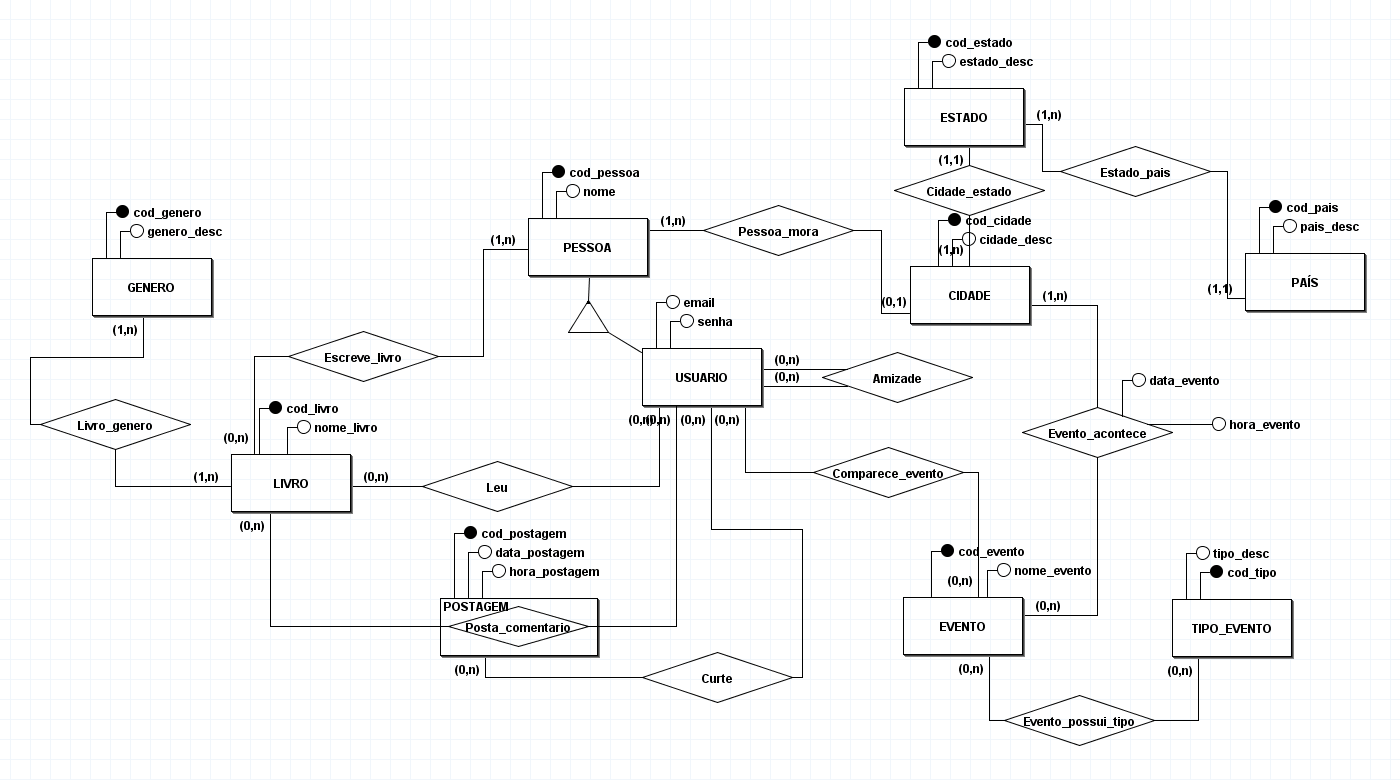 cod_estado
estado_desc
ESTADO
(1,n)
(1,1)
Estado_pais
Cidade_estado
cod_pessoa
nome
PESSOA
(1,n)
(1,n)
Pessoa_mora
cod_cidade
cidade_desc
(1,n)
CIDADE
(0,1)
(1,n)
cod_pais
pais_desc
PAÍS
(1,1)
cod_genero
genero_desc
GENERO
(1,n)
email
senha
USUARIO
(0,n)
(0,n)
Amizade
Escreve_livro
data_evento
hora_evento
Evento_acontece
cod_livro
nome_livro
Livro_genero
(0,n)
(1,n)
LIVRO
(0,n)
(0,n)
Leu
(0,n)
(0,n)
(0,n)
(0,n)
Comparece_evento
cod_postagem
data_postagem
hora_postagem
POSTAGEM
Posta_comentario
(0,n)
Curte
cod_evento
nome_evento
(0,n)
EVENTO
(0,n)
(0,n)
tipo_desc
cod_tipo
TIPO_EVENTO
(0,n)
Evento_possui_tipo